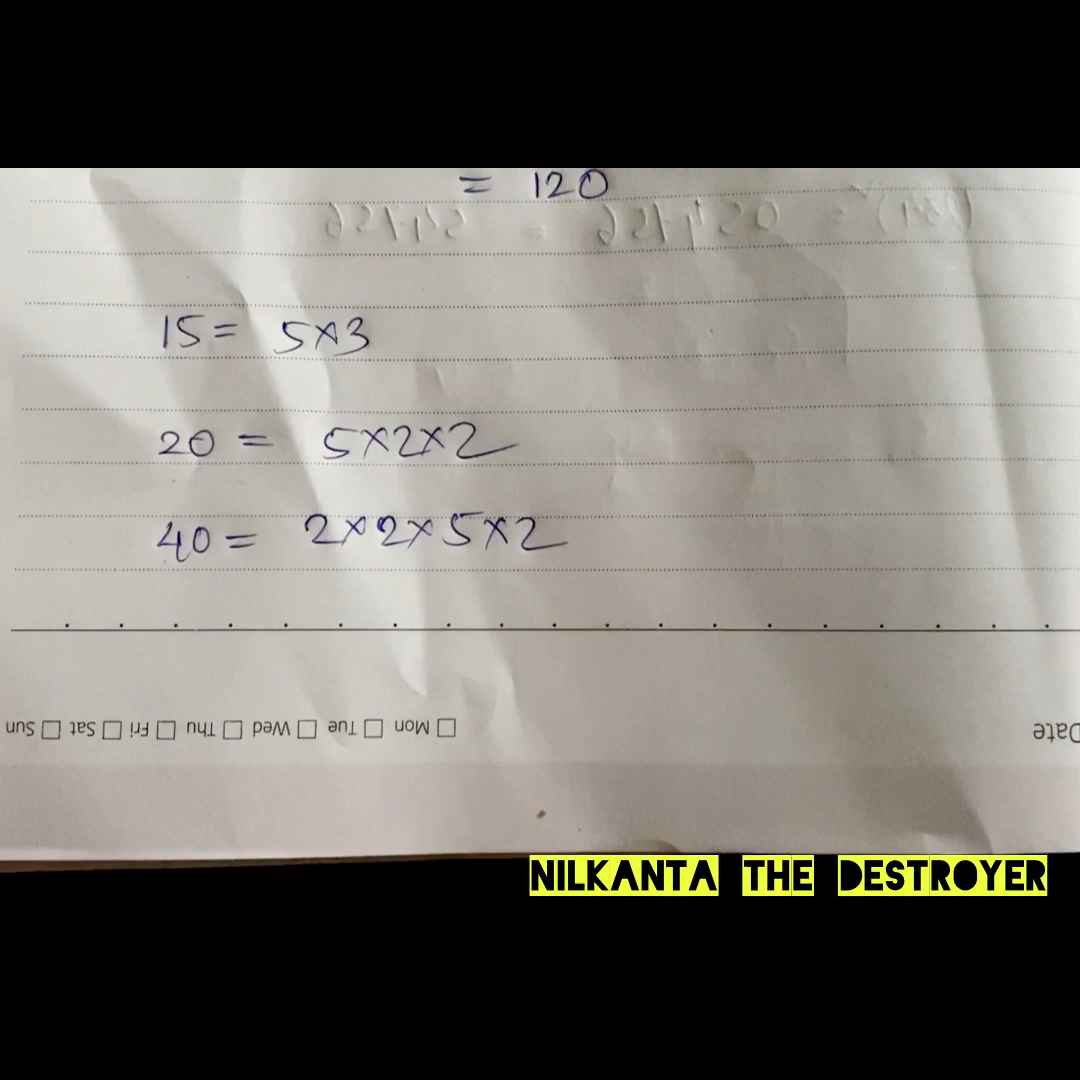 = 120
15 = 5×3
20 = 5×2×2
40 = 2×2×5×2
Sun Sat Fri Thu Wed Tue Mon
Date
NILKANTA THE DESTROYER